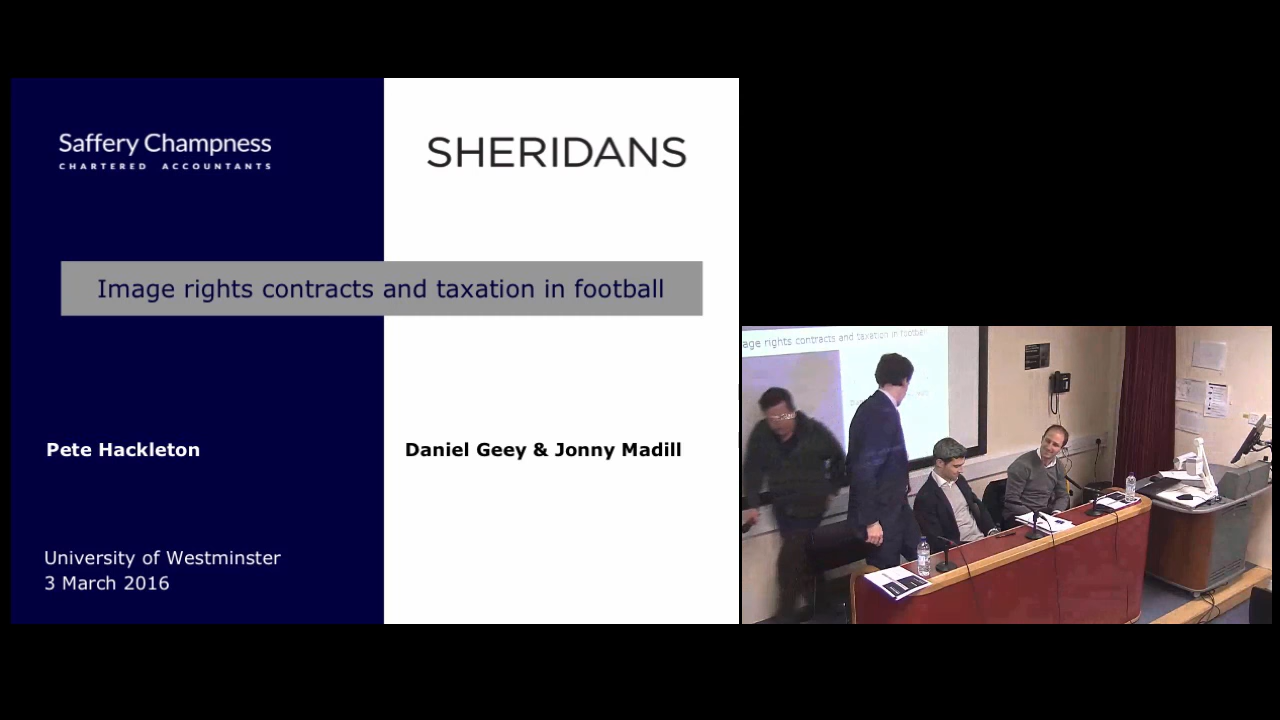 Saffery Champness
CHARTERED ACCOUNTANTS
SHERIDANS
Image rights contracts and taxation in football
Pete Hackleton
Daniel Geey & Jonny Madill
University of Westminster
3 March 2016
age rights contracts and taxation in footbal